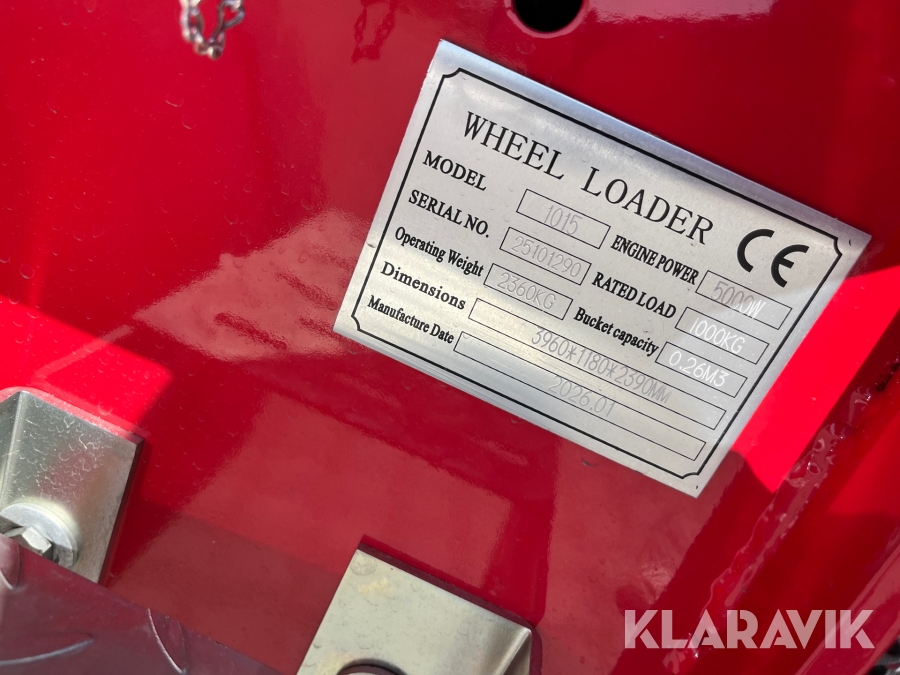 WHEEL LOADER
CE
MODEL 1015 ENGINE POWER 5000W
SERIAL NO. 25101290 RATED LOAD 1000KG
Operating Weight 2360KG Bucket capacity 0.26M3
Dimensions 3960*1180*2390MM
Manufacture Date 2026.01
KLARAVIK